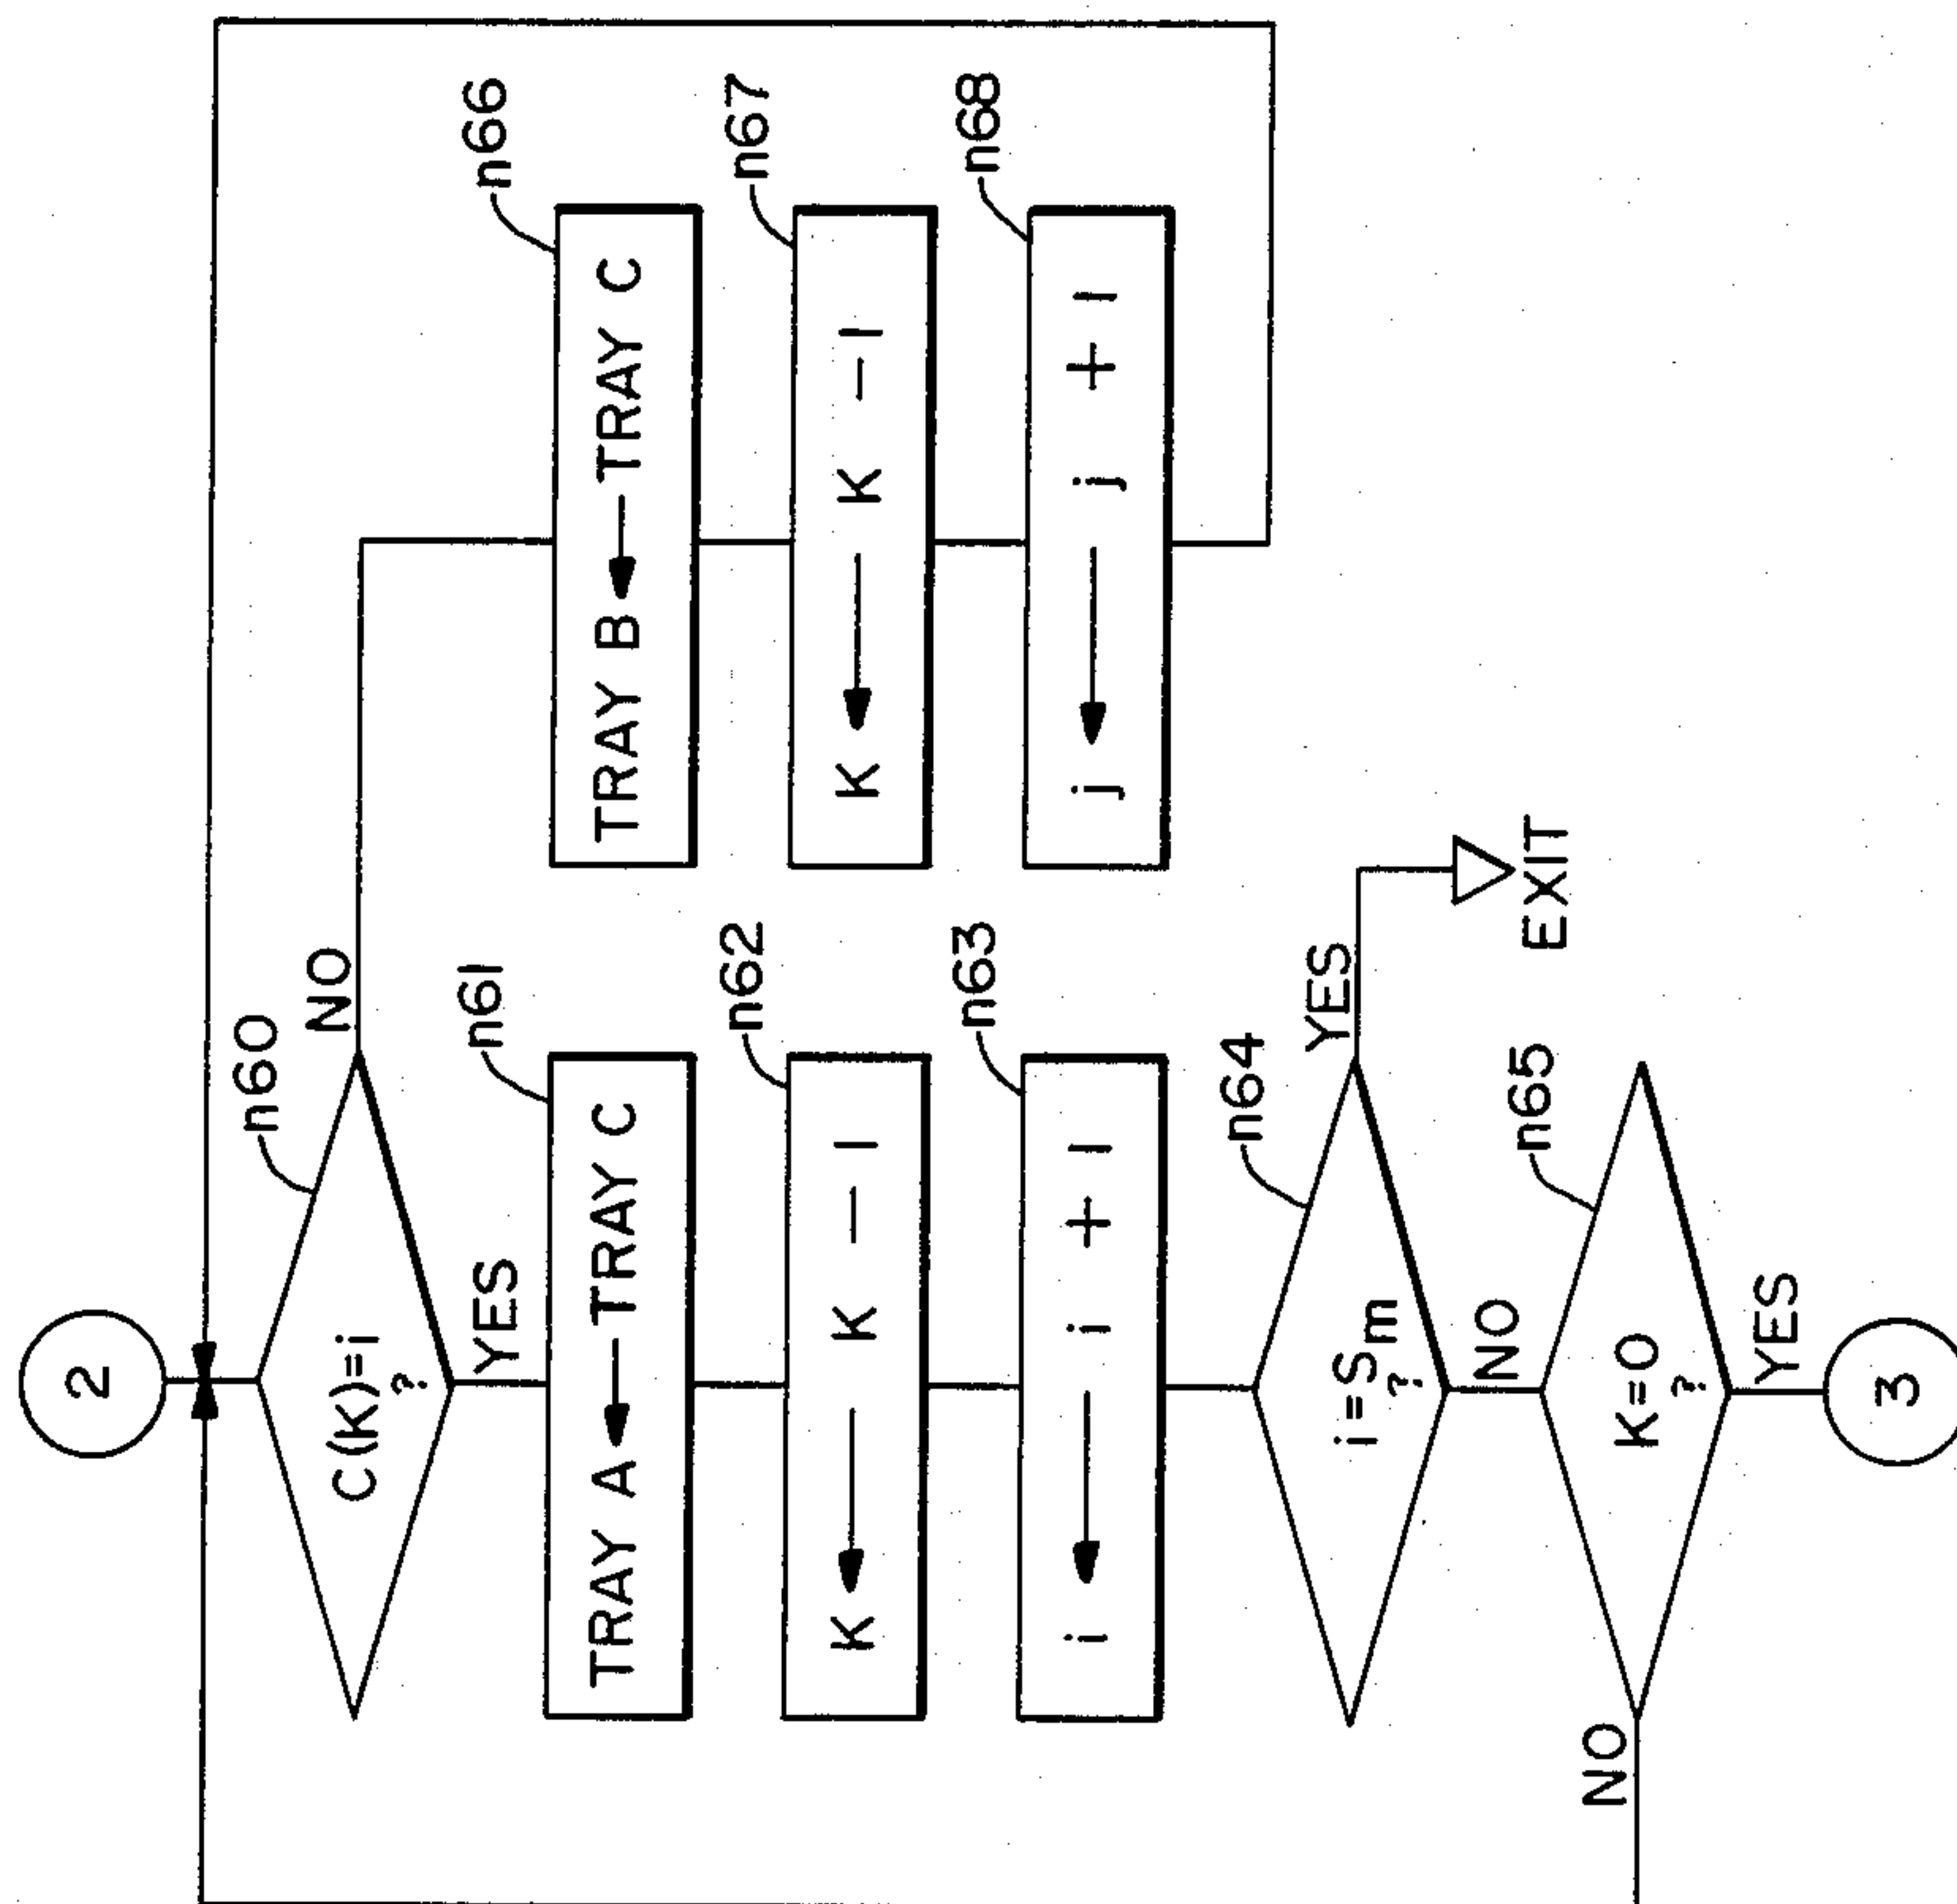 2
n60
C(K)=i
?
NO
YES
n61
TRAY A ← TRAY C
n62
K ← K - 1
n63
i ← i + 1
n64
i=Sm
?
YES
EXIT
NO
n65
K=0
?
NO
YES
3
n66
TRAY B ← TRAY C
n67
K ← K - 1
n68
j ← j + 1